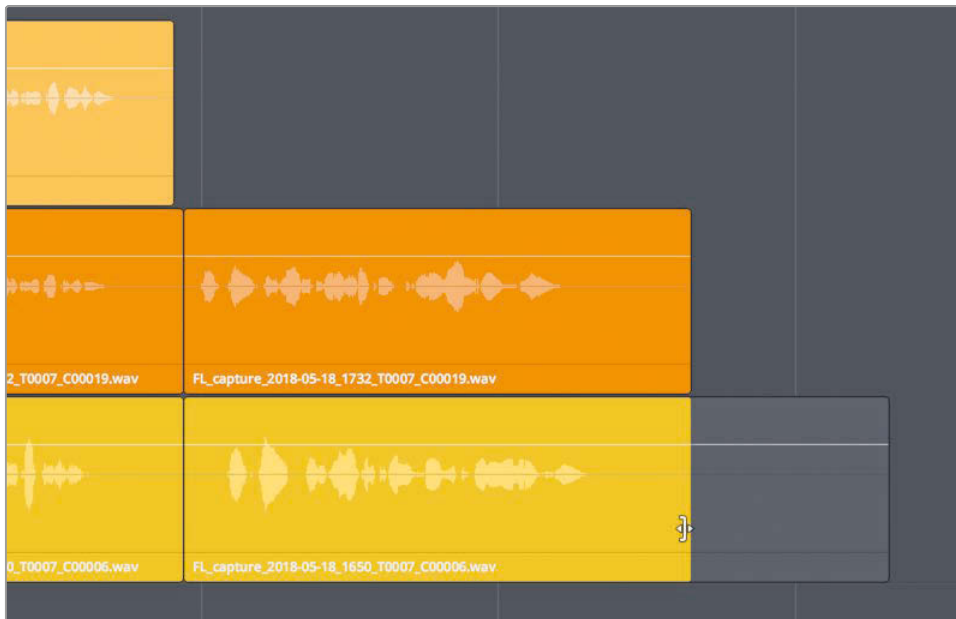 2_T0007_C00019.wav
FL_capture_2018-05-18_1732_T0007_C00019.wav
0_T0007_C00006.wav
FL_capture_2018-05-18_1650_T0007_C00006.wav